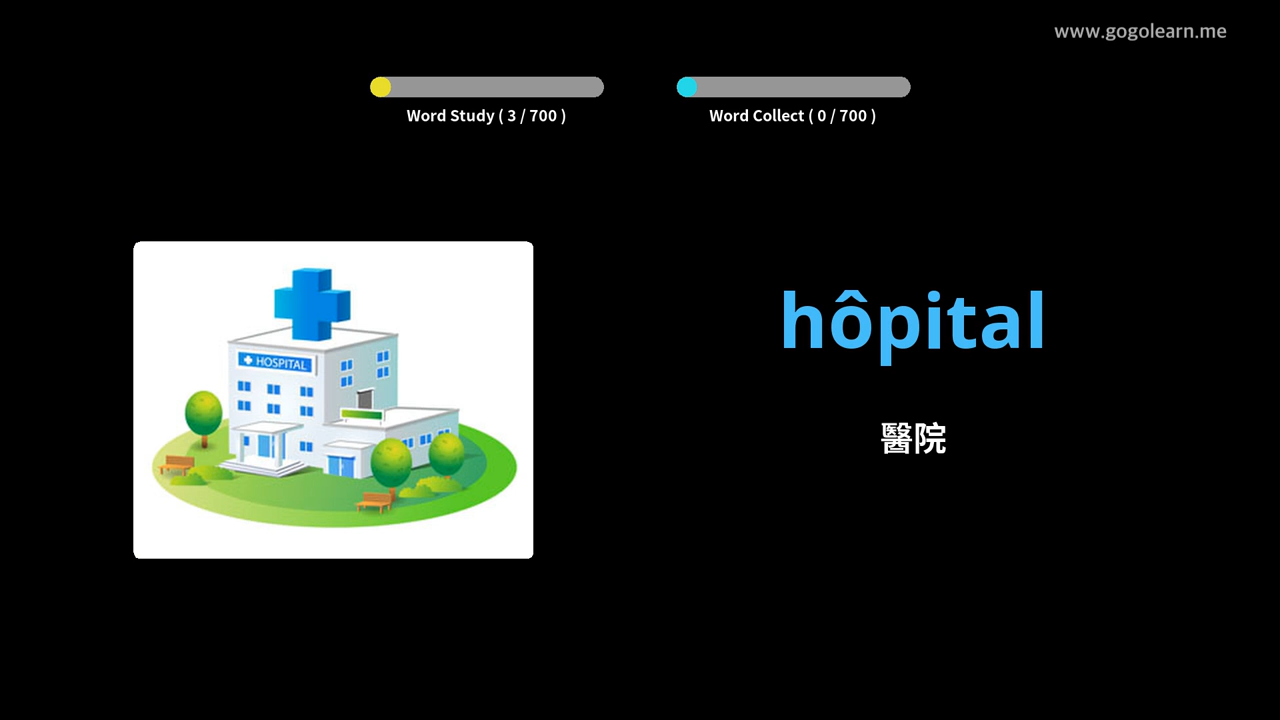 www.gogolearn.me
Word Study ( 3 / 700 )
Word Collect ( 0 / 700 )
HOSPITAL
hôpital
醫院